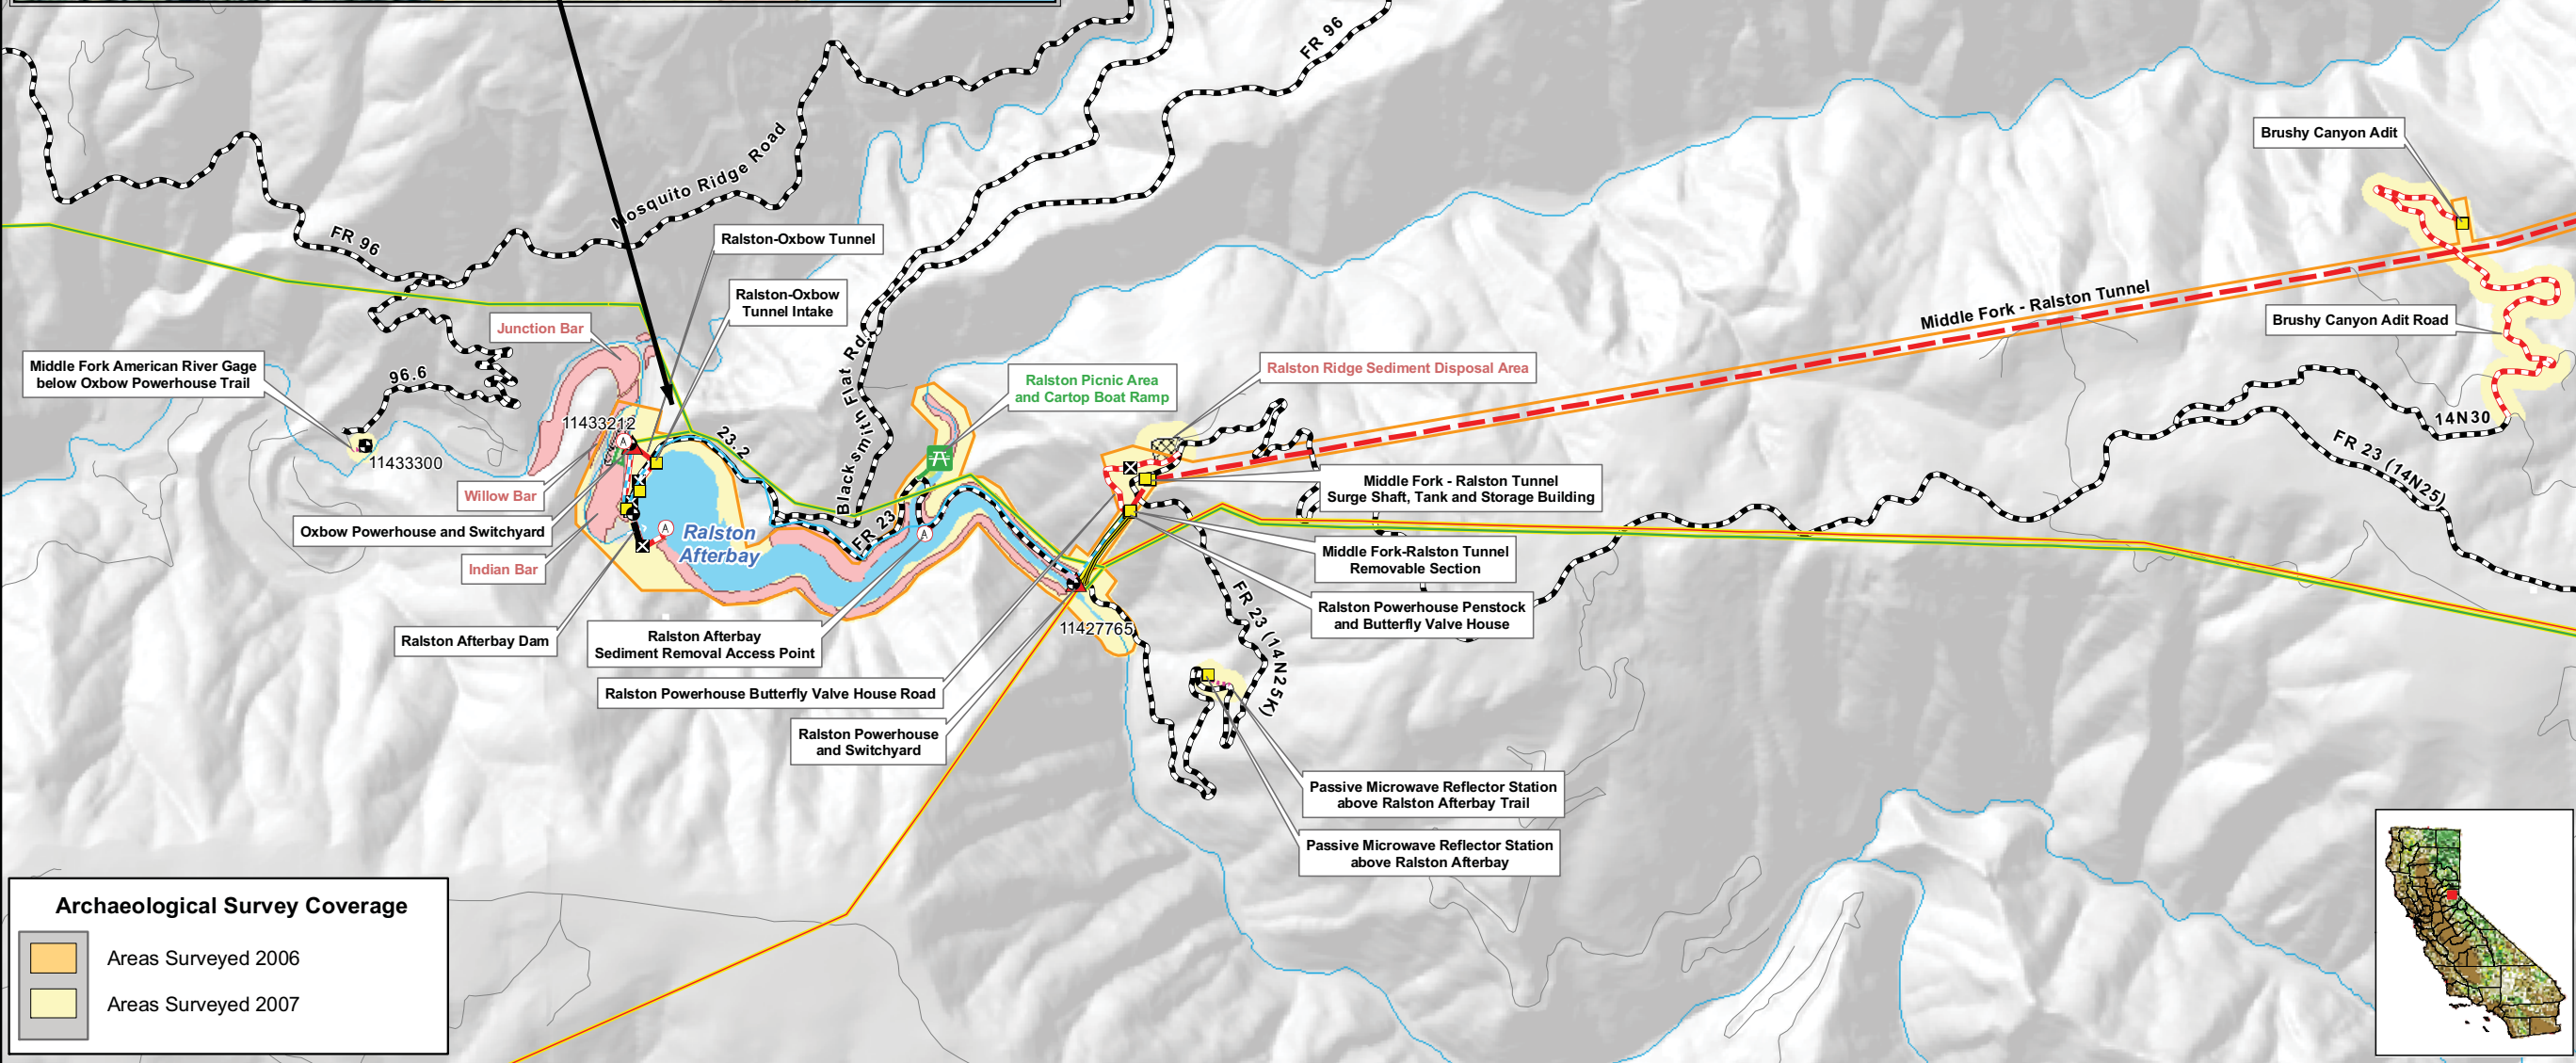 FR 96
Brushy Canyon Adit
Mosquito Ridge Road
FR 96
Ralston-Oxbow Tunnel
Ralston-Oxbow
Tunnel Intake
Middle Fork - Ralston Tunnel
Brushy Canyon Adit Road
Junction Bar
Middle Fork American River Gage
below Oxbow Powerhouse Trail
96.6
Blacksmith Flat Rd.
Ralston Picnic Area
and Cartop Boat Ramp
Ralston Ridge Sediment Disposal Area
11433212
11433300
23.2
14N30
FR 23 (14N25)
Willow Bar
Middle Fork - Ralston Tunnel
Surge Shaft, Tank and Storage Building
Oxbow Powerhouse and Switchyard
A
A
A
Ralston
Afterbay
FR 23
Indian Bar
Middle Fork-Ralston Tunnel
Removable Section
Ralston Powerhouse Penstock
and Butterfly Valve House
Ralston Afterbay Dam
Ralston Afterbay
Sediment Removal Access Point
11427765
FR 23 (14N25K)
Ralston Powerhouse Butterfly Valve House Road
Ralston Powerhouse
and Switchyard
Passive Microwave Reflector Station
above Ralston Afterbay Trail
Passive Microwave Reflector Station
above Ralston Afterbay
Archaeological Survey Coverage
Areas Surveyed 2006
Areas Surveyed 2007